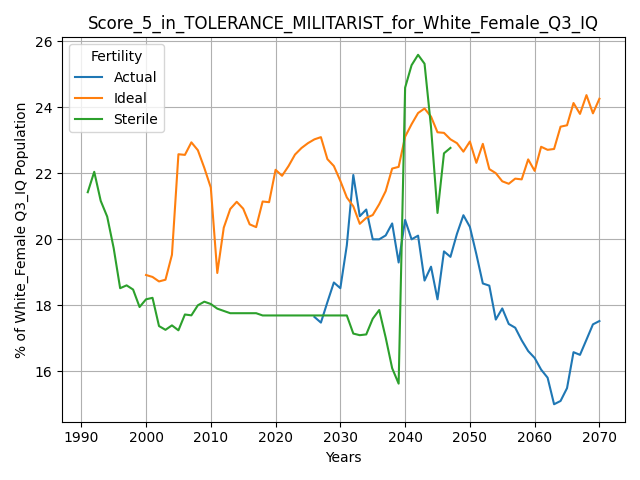 Score_5_in_TOLERANCE_MILITARIST_for_White_Female_Q3_IQ
Fertility
Actual
Ideal
Sterile
% of White_Female Q3_IQ Population
26
24
22
20
18
16
1990 2000 2010 2020 2030 2040 2050 2060 2070
Years